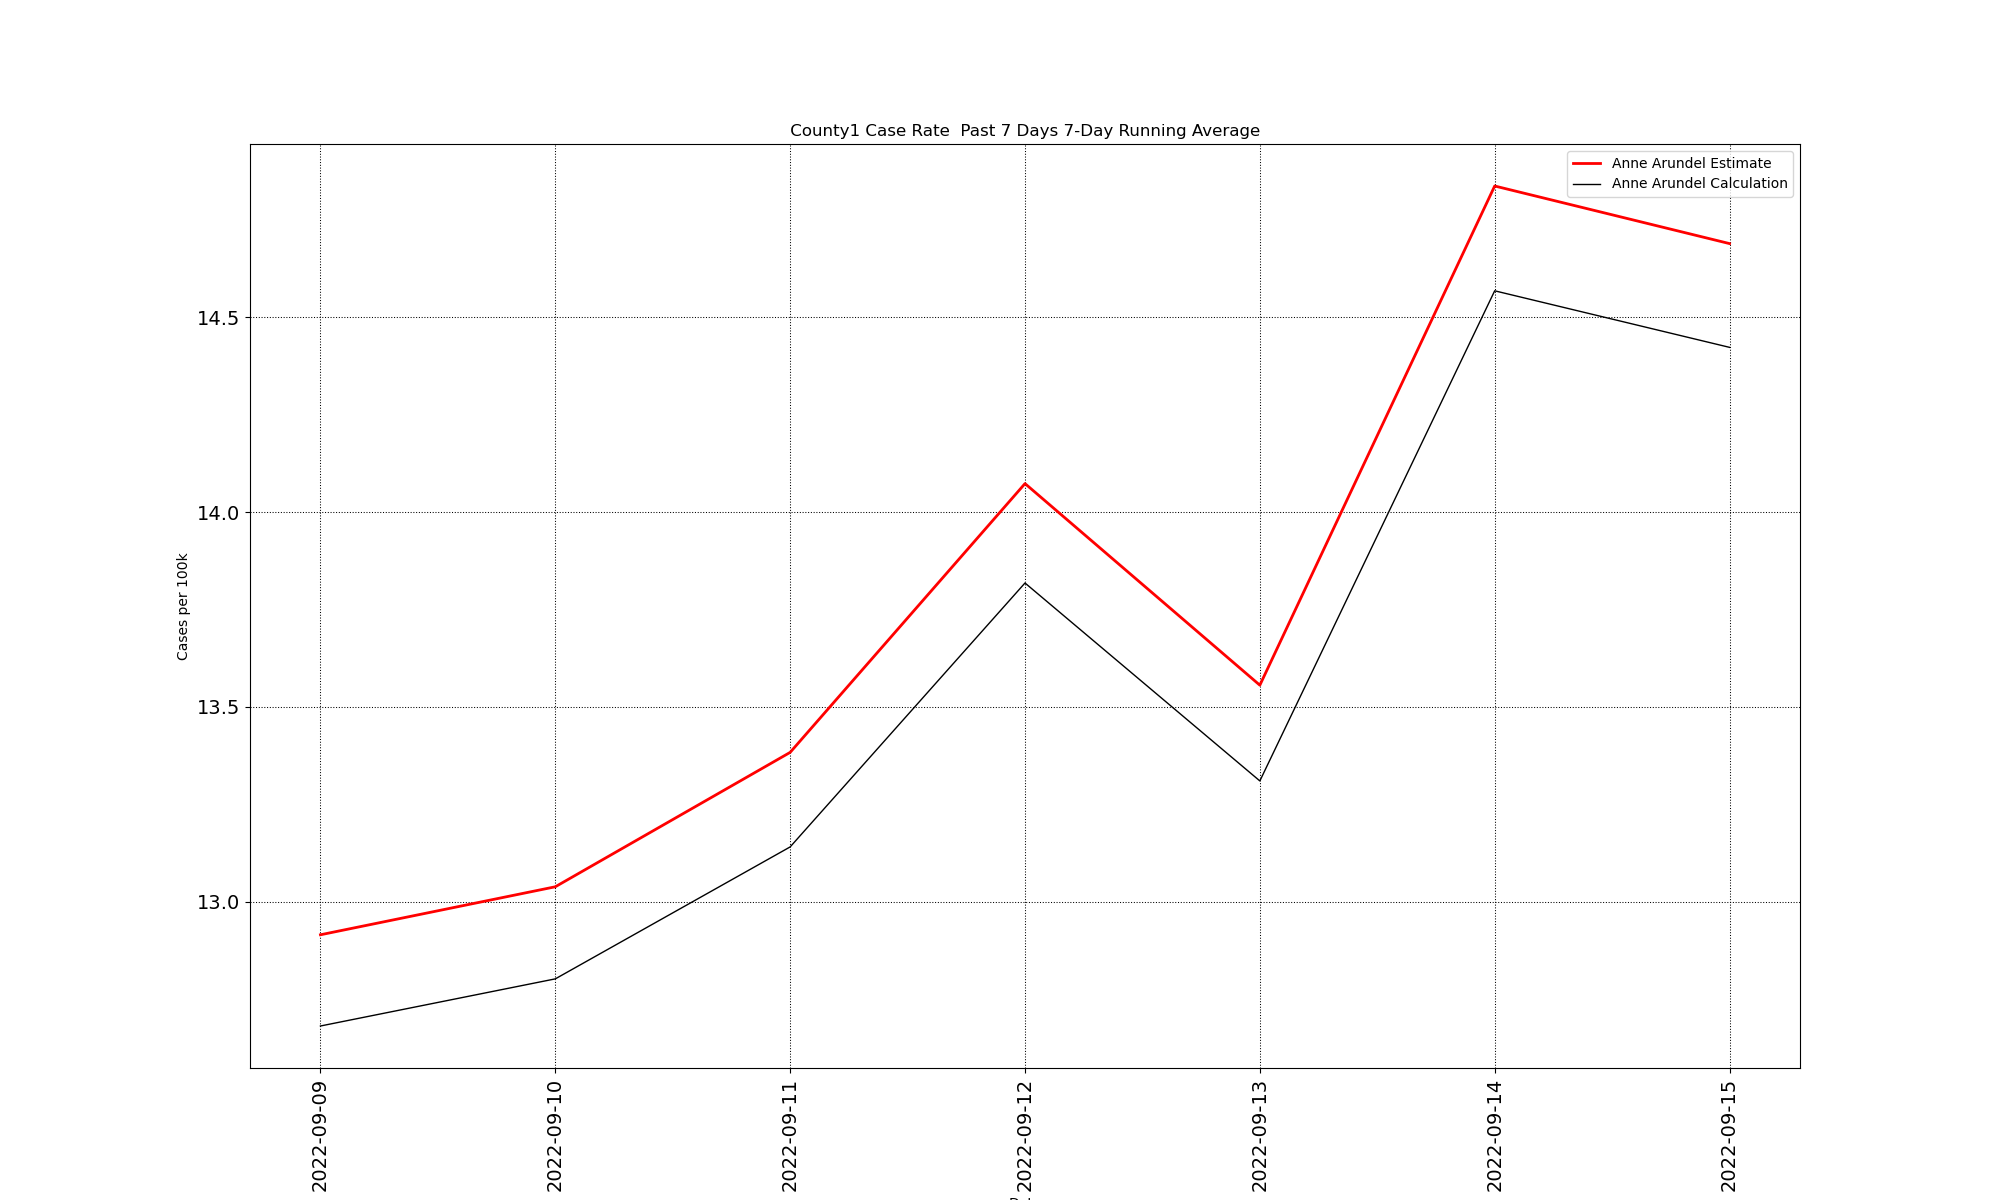 County1 Case Rate  Past 7 Days 7-Day Running Average
Anne Arundel Estimate
Anne Arundel Calculation
14.5
14.0
13.5
13.0
Cases per 100k
2022-09-09
2022-09-10
2022-09-11
2022-09-12
2022-09-13
2022-09-14
2022-09-15